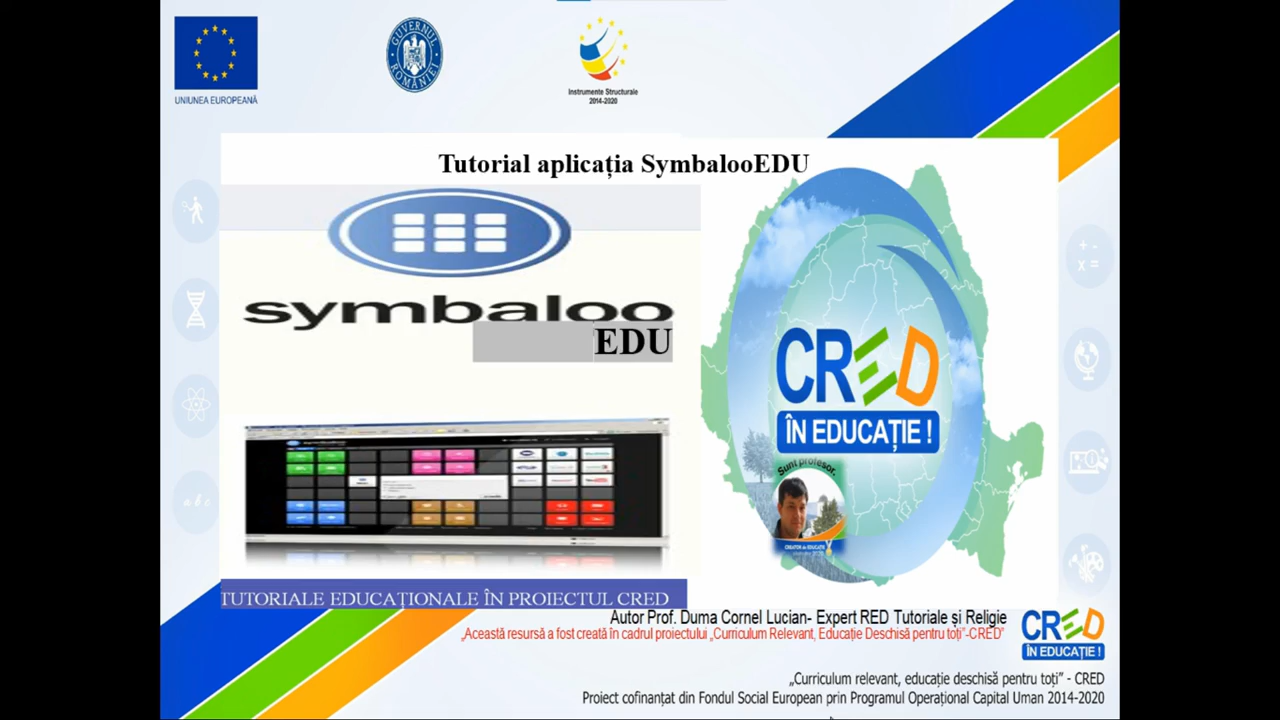 UNIUNEA EUROPEANĂ
GUVERNUL ROMÂNIEI
Instrumente Structurale
2014-2020
Tutorial aplicația SymbalooEDU
symbaloo
EDU
CRED
ÎN EDUCAȚIE !
Sunt profesor.
CREATOR de EDUCAȚIE
+ -
x =
a b c
TUTORIALE EDUCAȚIONALE ÎN PROIECTUL CRED
Autor Prof. Duma Cornel Lucian- Expert RED Tutoriale și Religie
„Această resursă a fost creată în cadrul proiectului „Curriculum Relevant, Educație Deschisă pentru toți”-CRED”
CRED
ÎN EDUCAȚIE !
„Curriculum relevant, educație deschisă pentru toți” - CRED
Proiect cofinanțat din Fondul Social European prin Programul Operațional Capital Uman 2014-2020